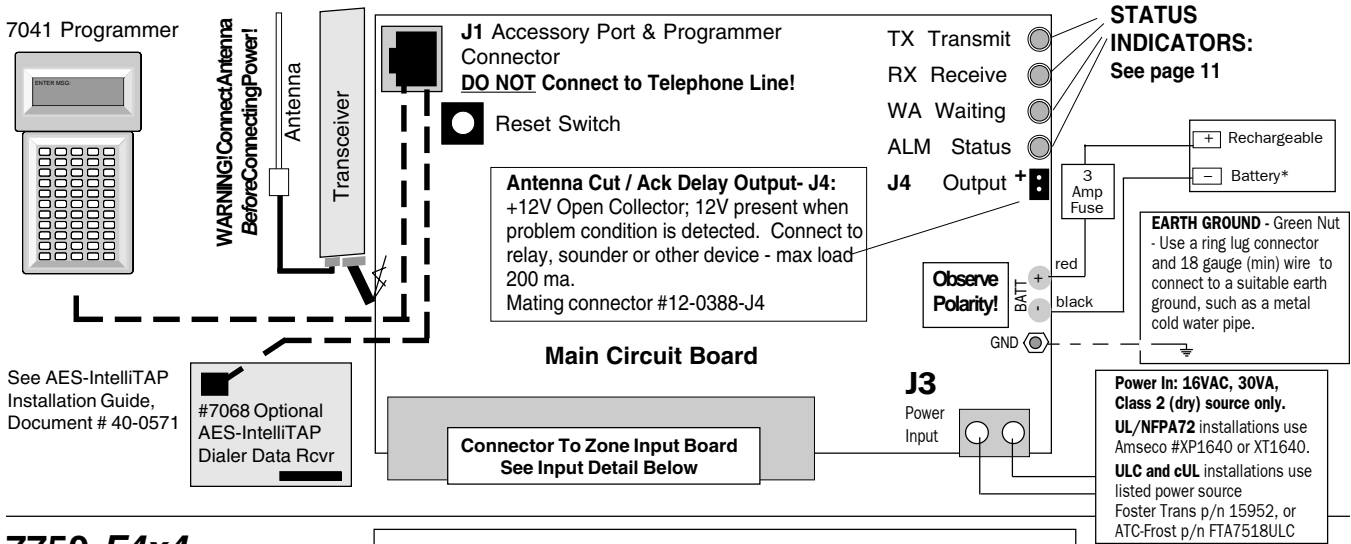 7041 Programmer
ENTER MSG:
WARNING!ConnectAntenna
BeforeConnectingPower!
Antenna
Transceiver
J1 Accessory Port & Programmer
Connector
DO NOT Connect to Telephone Line!
Reset Switch
TX Transmit
RX Receive
WA Waiting
ALM Status
J4 Output +
STATUS
INDICATORS:
See page 11
Antenna Cut / Ack Delay Output- J4:
+12V Open Collector; 12V present when
problem condition is detected. Connect to
relay, sounder or other device - max load
200 ma.
Mating connector #12-0388-J4
3
Amp
Fuse
+ Rechargeable
– Battery*
EARTH GROUND - Green Nut
- Use a ring lug connector
and 18 gauge (min) wire to
connect to a suitable earth
ground, such as a metal
cold water pipe.
Observe
Polarity!
BATT
+
-
red
black
GND
Main Circuit Board
J3
Power
Input
See AES-IntelliTAP
Installation Guide,
Document # 40-0571
#7068 Optional
AES-IntelliTAP
Dialer Data Rcvr
Connector To Zone Input Board
See Input Detail Below
Power In: 16VAC, 30VA,
Class 2 (dry) source only.
UL/NFPA72 installations use
Amseco #XP1640 or XT1640.
ULC and cUL installations use
listed power source
Foster Trans p/n 15952, or
ATC-Frost p/n FTA7518ULC